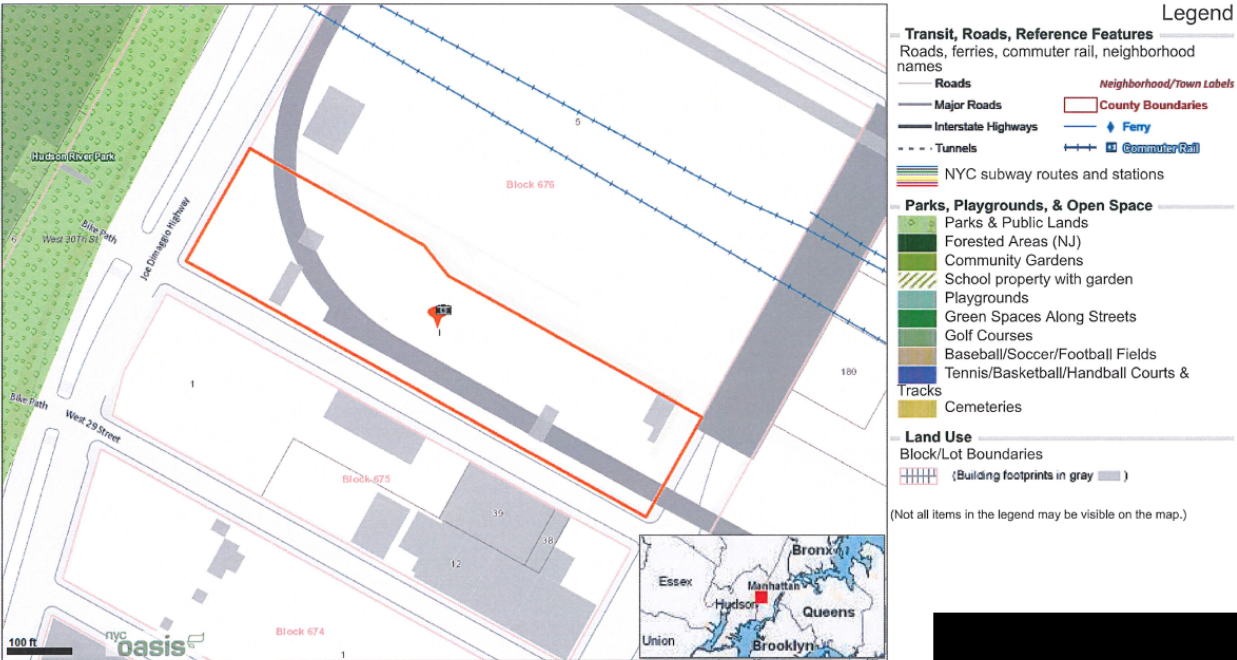 Hudson River Park
Bike Path
West 30TH St
6
Joe Dimaggio Highway
5
Block 676
1
180
1
Bike Path
West 29 Street
Block 675
39
38
12
Block 674
1
100 ft
nyc
oasis
Bronx
Essex
Manhattan
Hudson
Queens
Union
Brooklyn
Legend
Transit, Roads, Reference Features
Roads, ferries, commuter rail, neighborhood
names
Roads
Neighborhood/Town Labels
Major Roads
County Boundaries
Interstate Highways
Ferry
Tunnels
Commuter Rail
NYC subway routes and stations
Parks, Playgrounds, & Open Space
Parks & Public Lands
Forested Areas (NJ)
Community Gardens
School property with garden
Playgrounds
Green Spaces Along Streets
Golf Courses
Baseball/Soccer/Football Fields
Tennis/Basketball/Handball Courts &
Tracks
Cemeteries
Land Use
Block/Lot Boundaries
(Building footprints in gray )
(Not all items in the legend may be visible on the map.)